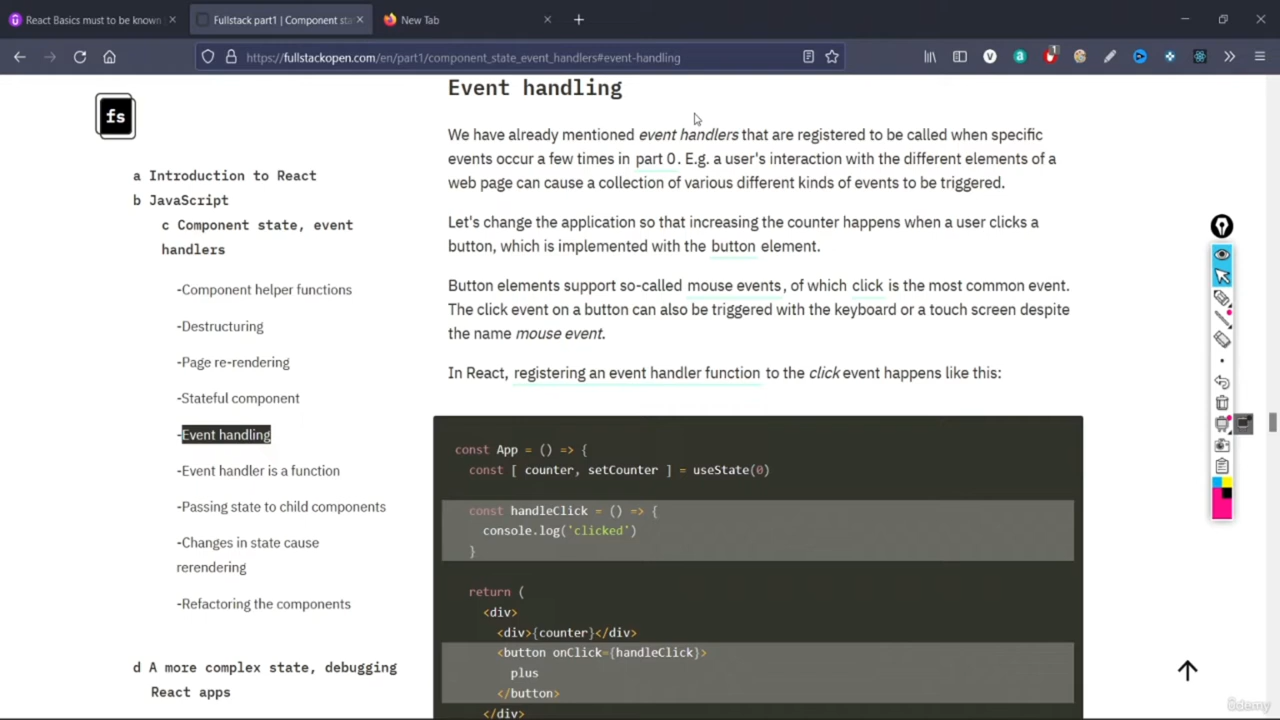 React Basics must to be known
Fullstack part1 | Component sta
New Tab
https://fullstackopen.com/en/part1/component_state_event_handlers#event-handling
fs
a Introduction to React
b JavaScript
c Component state, event
handlers
-Component helper functions
-Destructuring
-Page re-rendering
-Stateful component
-Event handling
-Event handler is a function
-Passing state to child components
-Changes in state cause
rerendering
-Refactoring the components
d A more complex state, debugging
React apps
Event handling
We have already mentioned event handlers that are registered to be called when specific
events occur a few times in part 0. E.g. a user's interaction with the different elements of a
web page can cause a collection of various different kinds of events to be triggered.
Let's change the application so that increasing the counter happens when a user clicks a
button, which is implemented with the button element.
Button elements support so-called mouse events, of which click is the most common event.
The click event on a button can also be triggered with the keyboard or a touch screen despite
the name mouse event.
In React, registering an event handler function to the click event happens like this:
const App = () => {
const [ counter, setCounter ] = useState(0)
const handleClick = () => {
console.log('clicked')
}
return (
<div>
<div>{counter}</div>
<button onClick={handleClick}>
plus
</button>
</div>
ûdemy